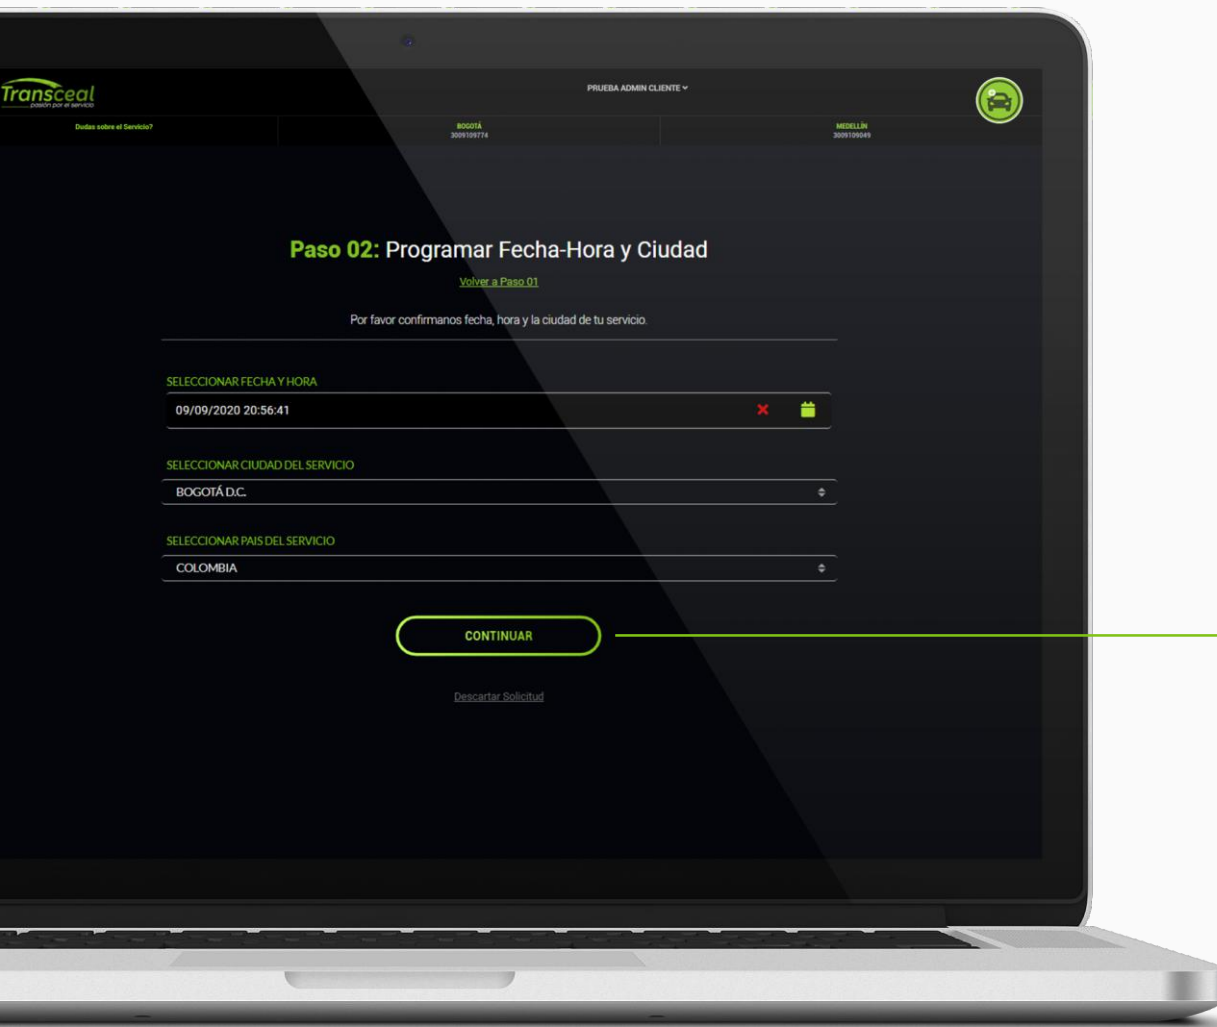 Transceal
pasión por el servicio
PRUEBA ADMIN CLIENTE
Dudas sobre el Servicio?
BOGOTÁ
3009109774
MEDELLÍN
3009109049
Paso 02: Programar Fecha-Hora y Ciudad
Volver a Paso 01
Por favor confirmanos fecha, hora y la ciudad de tu servicio.
SELECCIONAR FECHA Y HORA
09/09/2020 20:56:41
SELECCIONAR CIUDAD DEL SERVICIO
BOGOTÁ D.C.
SELECCIONAR PAIS DEL SERVICIO
COLOMBIA
CONTINUAR
Descartar Solicitud